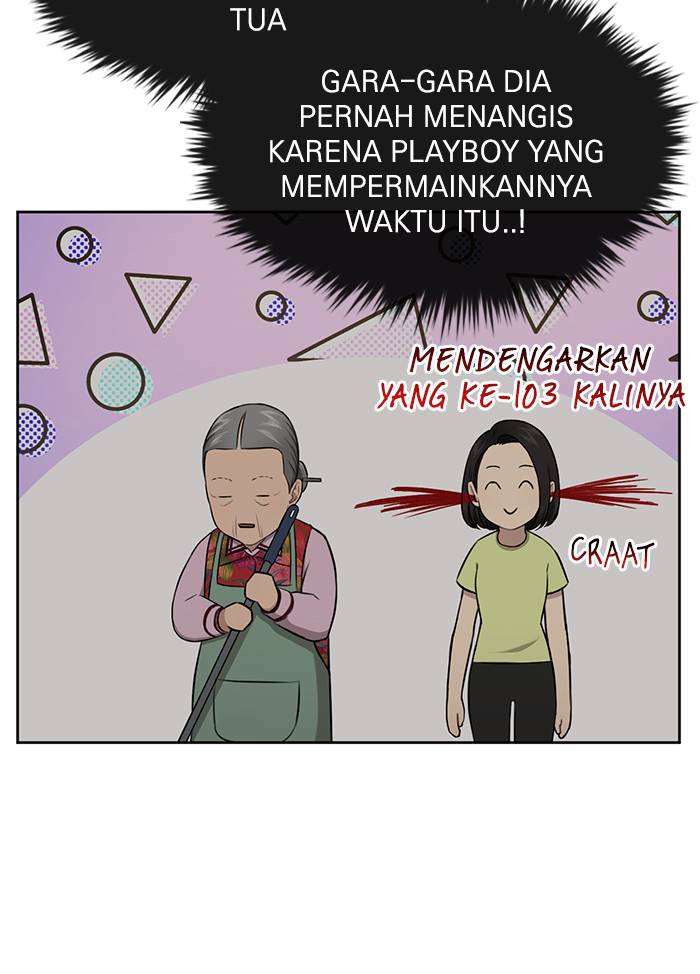 TUA
GARA-GARA DIA
PERNAH MENANGIS
KARENA PLAYBOY YANG
MEMPERMAINKANNYA
WAKTU ITU..!
MENDENGARKAN
YANG KE-103 KALINYA
CRAAT